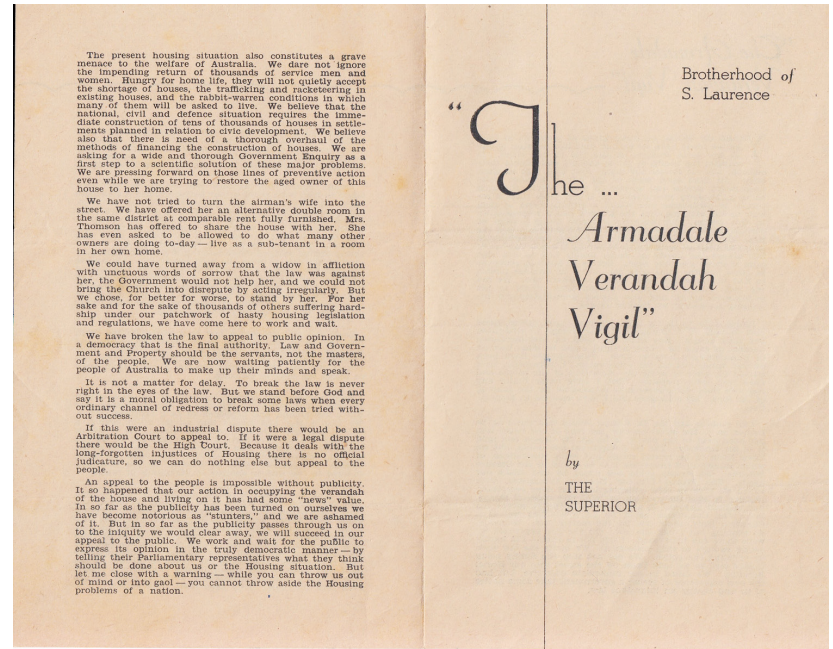 The present housing situation also constitutes a grave
menace to the welfare of Australia. We dare not ignore
the impending return of thousands of service men and
women. Hungry for home life, they will not quietly accept
the shortage of houses, the trafficking and racketeering in
existing houses, and the rabbit-warren conditions in which
many of them will be asked to live. We believe that the
national, civil and defence situation requires the imme-
diate construction of tens of thousands of houses in settle-
ments planned in relation to civic development. We believe
also that there is need of a thorough overhaul of the
methods of financing the construction of houses. We are
asking for a wide and thorough Government Enquiry as a
first step to a scientific solution of these major problems.
We are pressing forward on those lines of preventive action
even while we are trying to restore the aged owner of this
house to her home.
We have not tried to turn the airman's wife into the
street. We have offered her an alternative double room in
the same district at comparable rent fully furnished. Mrs.
Thomson has offered to share the house with her. She
has even asked to be allowed to do what many other
owners are doing to-day — live as a sub-tenant in a room
in her own home.
We could have turned away from a widow in affliction
with unctuous words of sorrow that the law was against
her, the Government would not help her, and we could not
bring the Church into disrepute by acting irregularly. But
we chose, for better for worse, to stand by her. For her
sake and for the sake of thousands of others suffering hard-
ship under our patchwork of hasty housing legislation
and regulations, we have come here to work and wait.
We have broken the law to appeal to public opinion. In
a democracy that is the final authority. Law and Govern-
ment and Property should be the servants, not the masters,
of the people. We are now waiting patiently for the
people of Australia to make up their minds and speak.
It is not a matter for delay. To break the law is never
right in the eyes of the law. But we stand before God and
say it is a moral obligation to break some laws when every
ordinary channel of redress or reform has been tried with-
out success.
If this were an industrial dispute there would be an
Arbitration Court to appeal to. If it were a legal dispute
there would be the High Court. Because it deals with the
long-forgotten injustices of Housing there is no official
judicature, so we can do nothing else but appeal to the
people.
An appeal to the people is impossible without publicity.
It so happened that our action in occupying the verandah
of the house and living on it has had some "news" value.
In so far as the publicity has been turned on ourselves we
have become notorious as "stunters," and we are ashamed
of it. But in so far as the publicity passes through us on
to the iniquity we would clear away, we will succeed in our
appeal to the public. We work and wait for the public to
express its opinion in the truly democratic manner — by
telling their Parliamentary representatives what they think
should be done about us or the Housing situation. But
let me close with a warning — while you can throw us out
of mind or into gaol — you cannot throw aside the Housing
problems of a nation.
Brotherhood of
S. Laurence
"The ...
Armadale
Verandah
Vigil"
by
THE
SUPERIOR